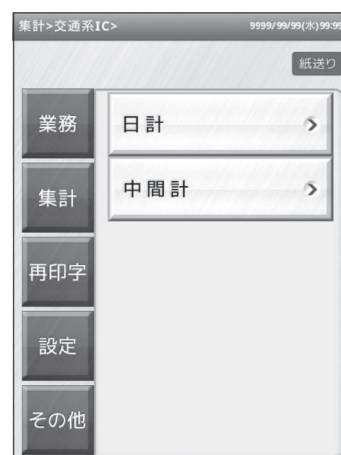 集計>交通系IC>
9999/99/99(水)99:99
紙送り
業務
日計
集計
中間計
再印字
設定
その他